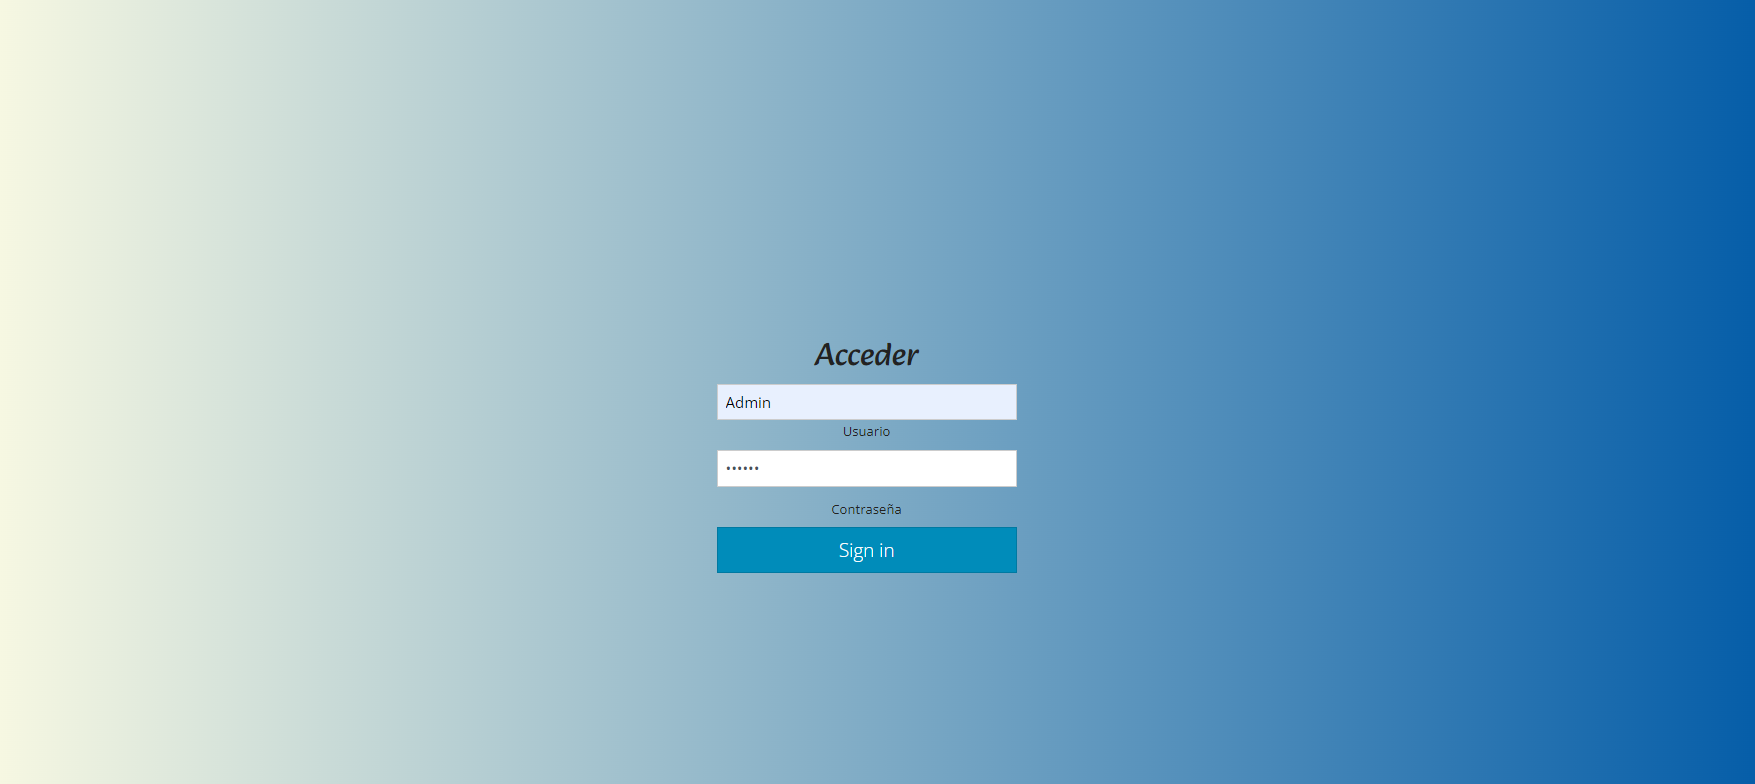 Acceder
Admin
Usuario
••••••
Contraseña
Sign in